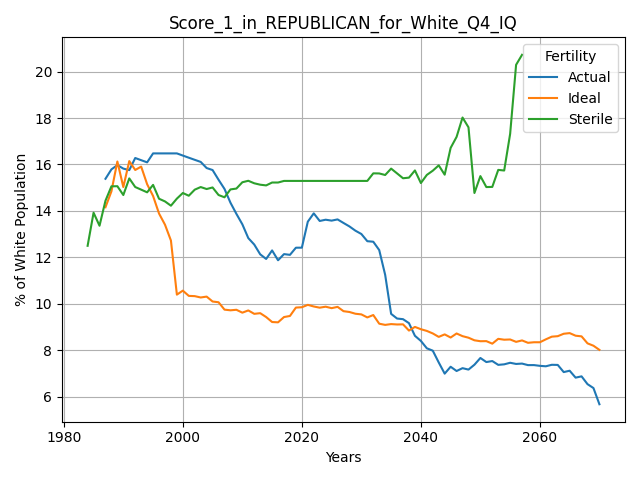 Score_1_in_REPUBLICAN_for_White_Q4_IQ
% of White Population
20
18
16
14
12
10
8
6
1980
2000
2020
2040
2060
Years
Fertility
Actual
Ideal
Sterile